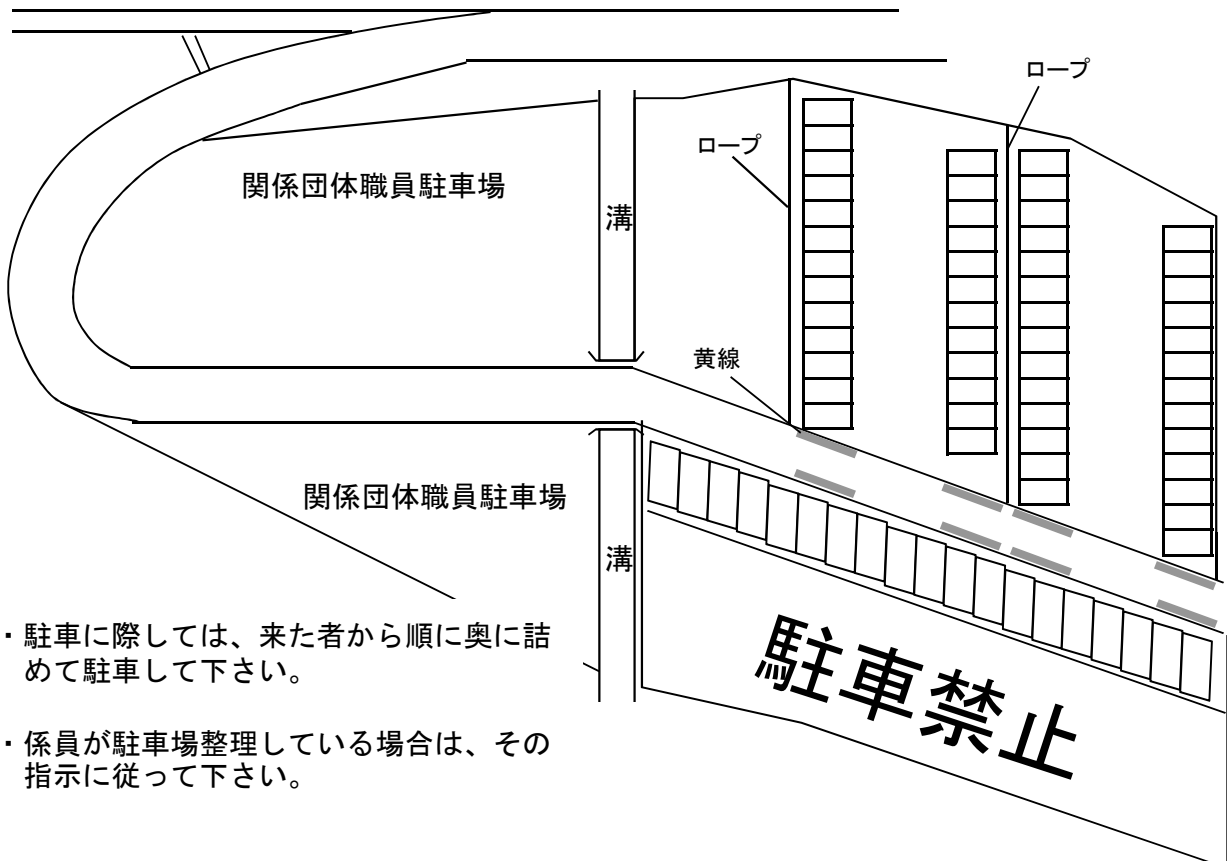 ロープ
ロープ
関係団体職員駐車場
溝
黄線
関係団体職員駐車場
溝
・駐車に際しては、来た者から順に奥に詰
めて駐車して下さい。
駐車禁止
・係員が駐車場整理している場合は、その
指示に従って下さい。